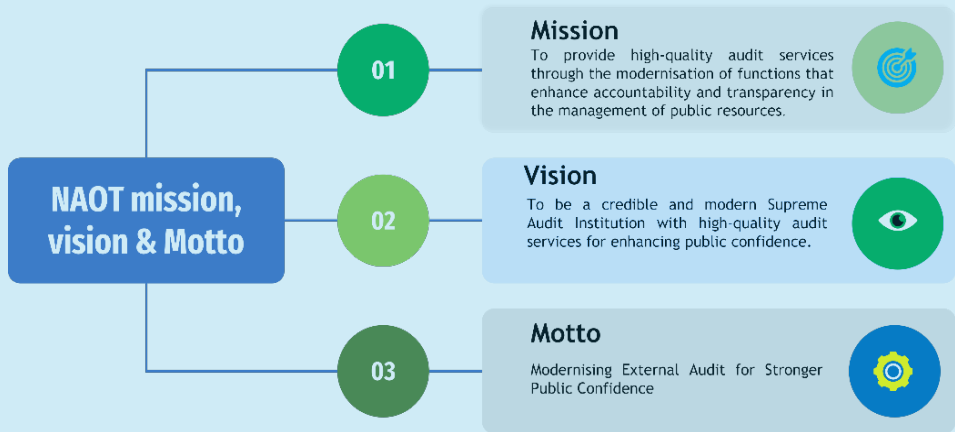 NAOT mission,
vision & Motto
01
Mission
To provide high-quality audit services
through the modernisation of functions that
enhance accountability and transparency in
the management of public resources.
02
Vision
To be a credible and modern Supreme
Audit Institution with high-quality audit
services for enhancing public confidence.
03
Motto
Modernising External Audit for Stronger
Public Confidence